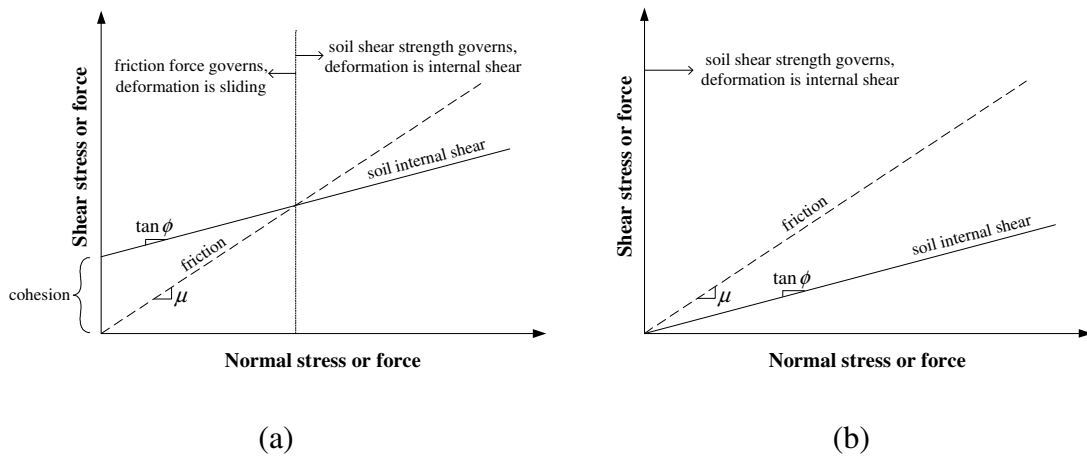 friction force governs,
deformation is sliding
soil shear strength governs,
deformation is internal shear
Shear stress or force
soil internal shear
tan ϕ
friction
μ
cohesion
Normal stress or force
(a)
soil shear strength governs,
deformation is internal shear
Shear stress or force
friction
soil internal shear
tan ϕ
μ
Normal stress or force
(b)